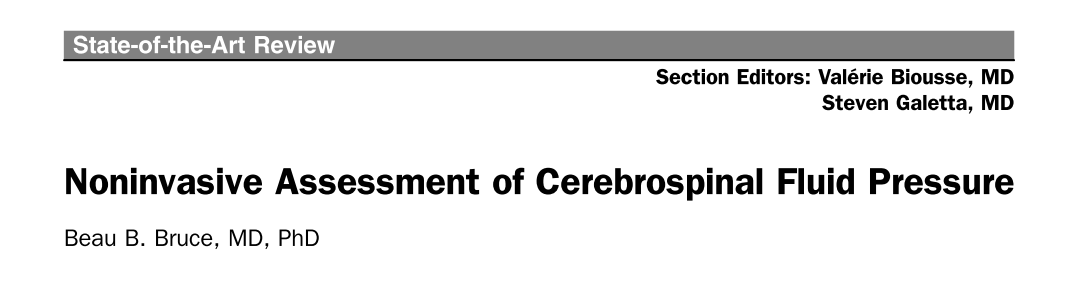 State-of-the-Art Review
Section Editors: Valérie Biousse, MD
Steven Galetta, MD
Noninvasive Assessment of Cerebrospinal Fluid Pressure
Beau B. Bruce, MD, PhD